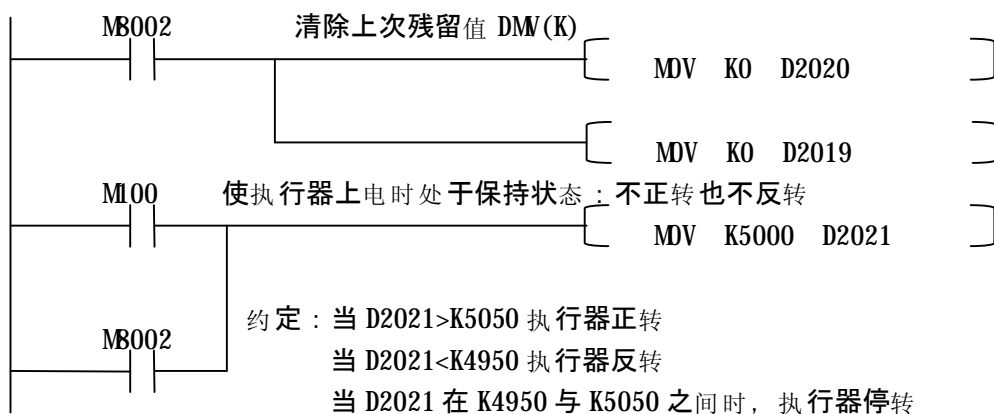 M8002 清除上次残留值 DMV(K)
MOV K0 D2020
MOV K0 D2019
M100 使执行器上电时处于保持状态：不正转也不反转
MOV K5000 D2021
约定：当 D2021>K5050 执行器正转
M8002
当 D2021<K4950 执行器反转
当 D2021 在 K4950 与 K5050 之间时，执行器停转